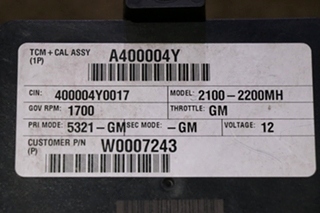 TCM + CAL ASSY (1P) A400004Y
CIN: 400004Y0017 MODEL: 2100-2200MH
GOV RPM: 1700 THROTTLE: GM
PRI MODE: 5321-GM SEC MODE: -GM VOLTAGE: 12
CUSTOMER P/N (P) W0007243